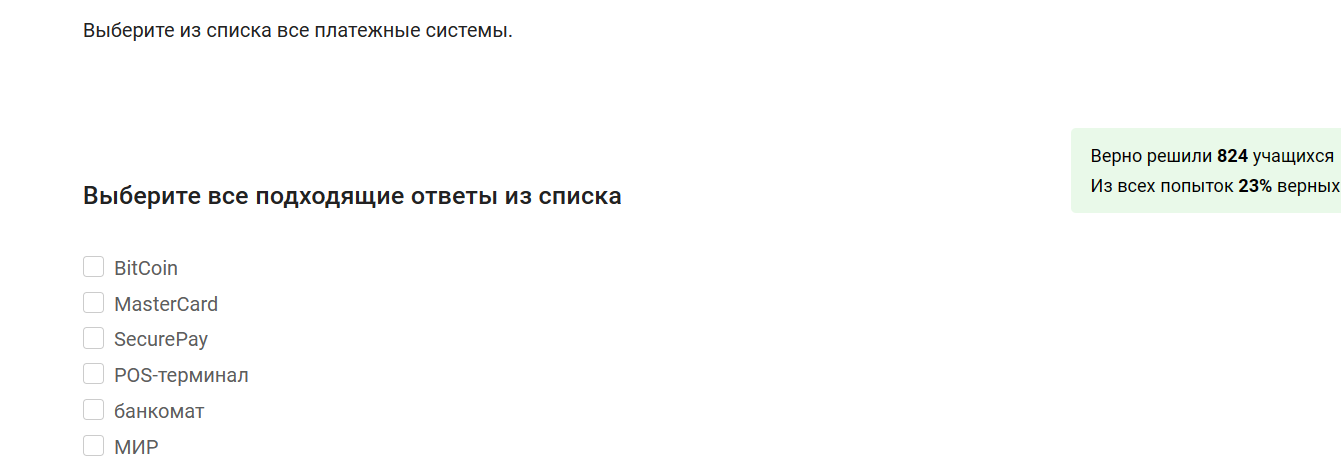 Выберите из списка все платежные системы.
Верно решили 824 учащихся
Из всех попыток 23% верных
Выберите все подходящие ответы из списка
BitCoin
MasterCard
SecurePay
POS-терминал
банкомат
МИР